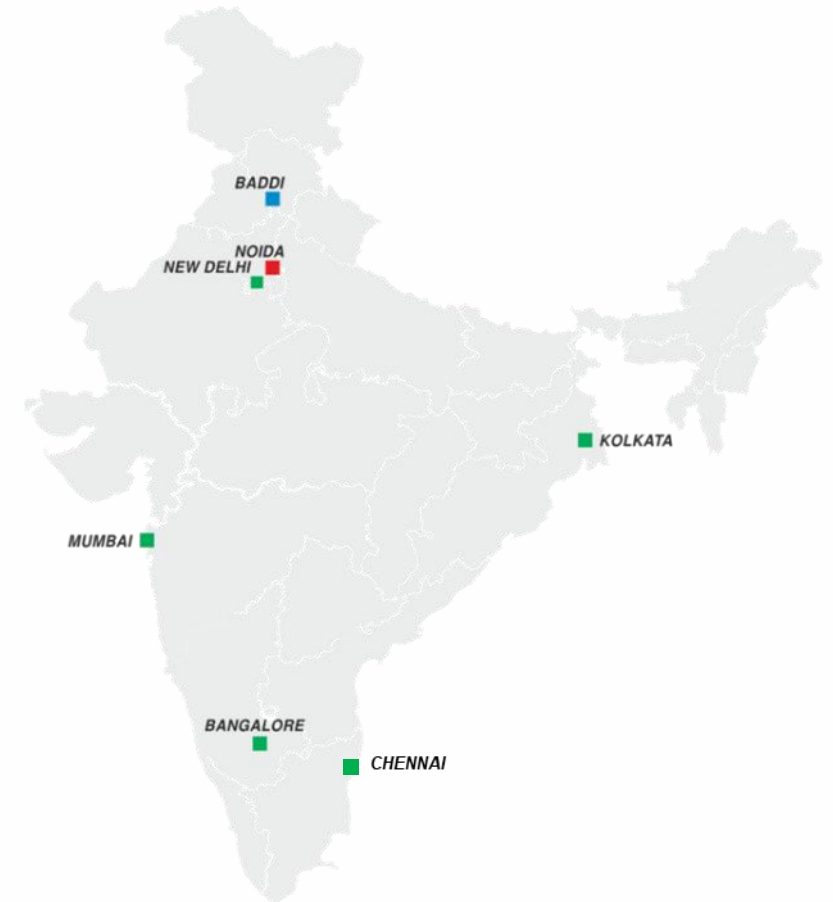 BADDI
NOIDA
NEW DELHI
KOLKATA
MUMBAI
BANGALORE
CHENNAI